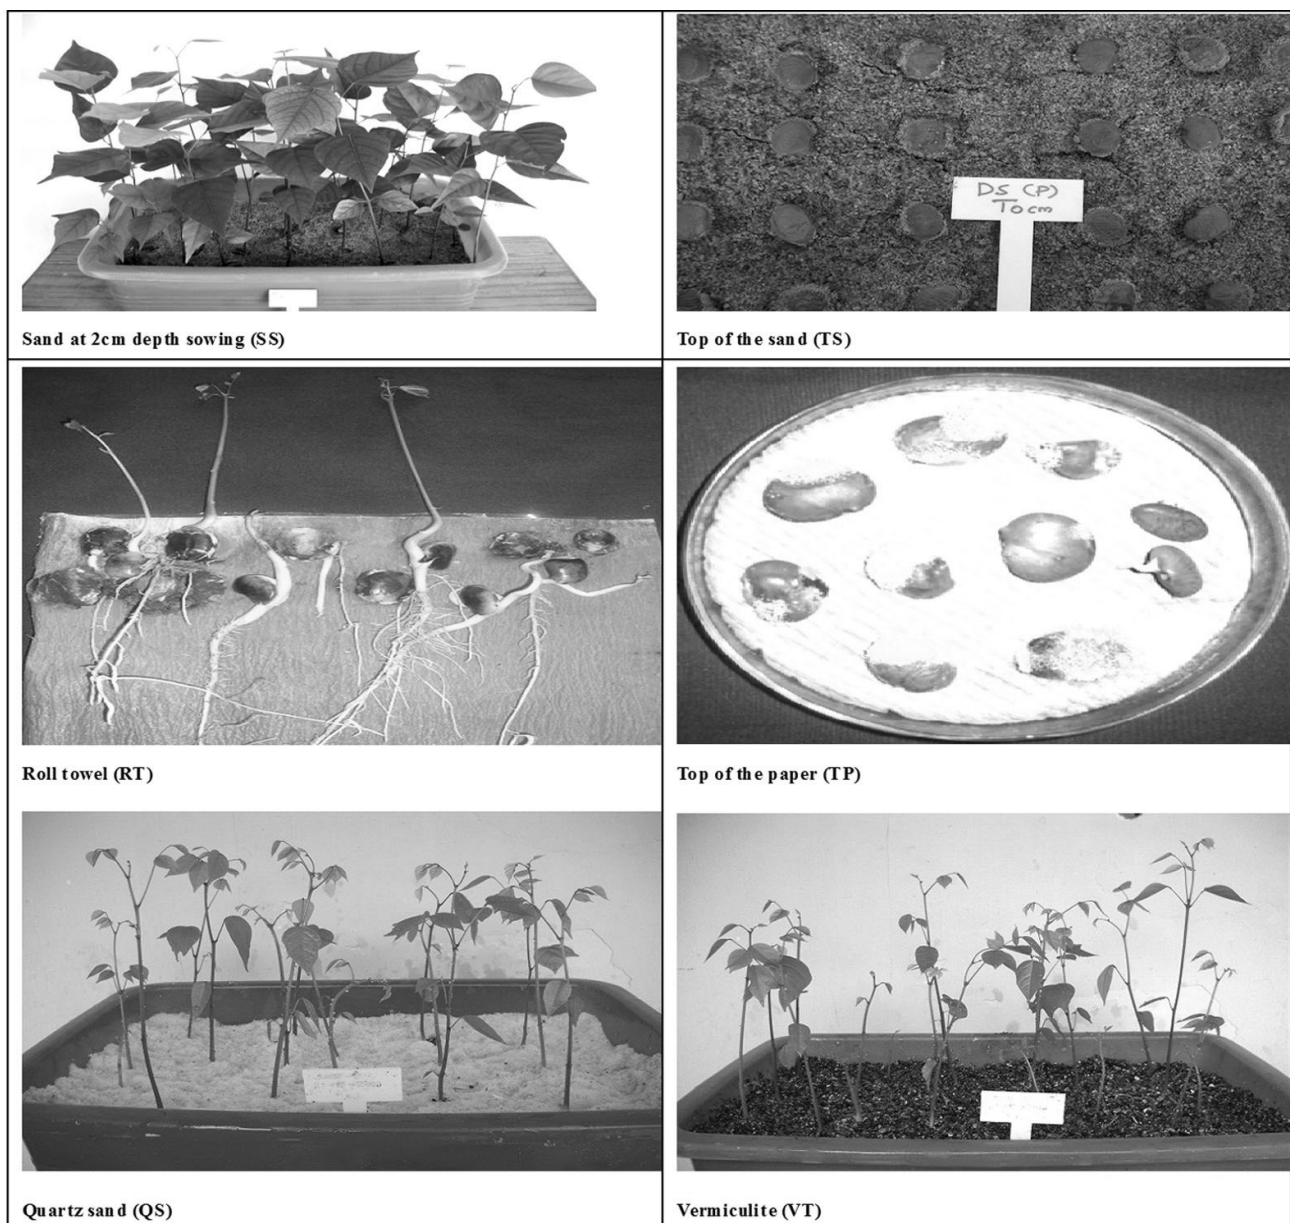 Sand at 2cm depth sowing (SS)
DS (P)
T0 cm
Top of the sand (TS)
Roll towel (RT)
Top of the paper (TP)
Quartz sand (QS)
Vermiculite (VT)